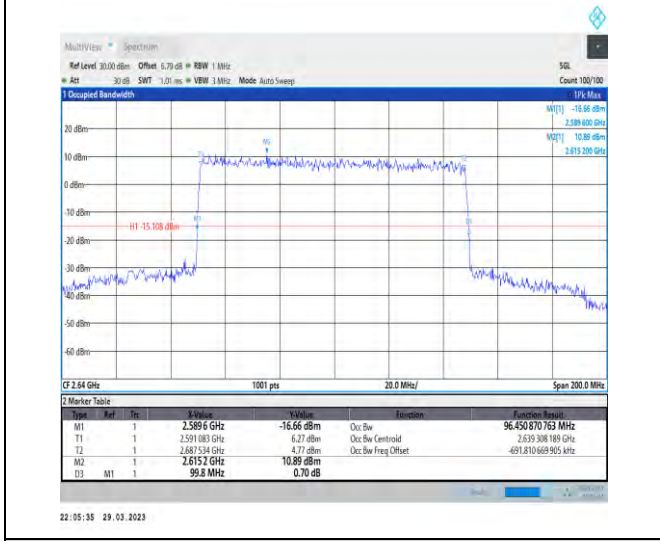 MultiView Spectrum
Ref Level 30.00 dBm Offset 6.79 dB RBW 1 MHz SGL
Att 30 dB SWT 1.01 ms VBW 3 MHz Mode Auto Sweep Count 100/100
1 Occupied Bandwidth 1Pk Max
M1[1] -16.66 dBm
2.589 600 GHz
M2[1] 10.89 dBm
2.615 200 GHz
20 dBm
10 dBm
0 dBm
-10 dBm
H1 -15.108 dBm
-20 dBm
-30 dBm
-40 dBm
-50 dBm
-60 dBm
M2
T1
T2
M1
CF 2.64 GHz 1001 pts 20.0 MHz/ Span 200.0 MHz
2 Marker Table
Type Ref Trc X-Value Y-Value Function Function Result
M1 1 2.589 6 GHz -16.66 dBm Occ Bw 96.450 870 763 MHz
T1 1 2.591 083 GHz 6.27 dBm Occ Bw Centroid 2.639 308 189 GHz
T2 1 2.687 534 GHz 4.77 dBm Occ Bw Freq Offset -691.810 669 905 kHz
M2 1 2.615 2 GHz 10.89 dBm
D3 M1 1 99.8 MHz 0.70 dB
22:05:35 29.03.2023